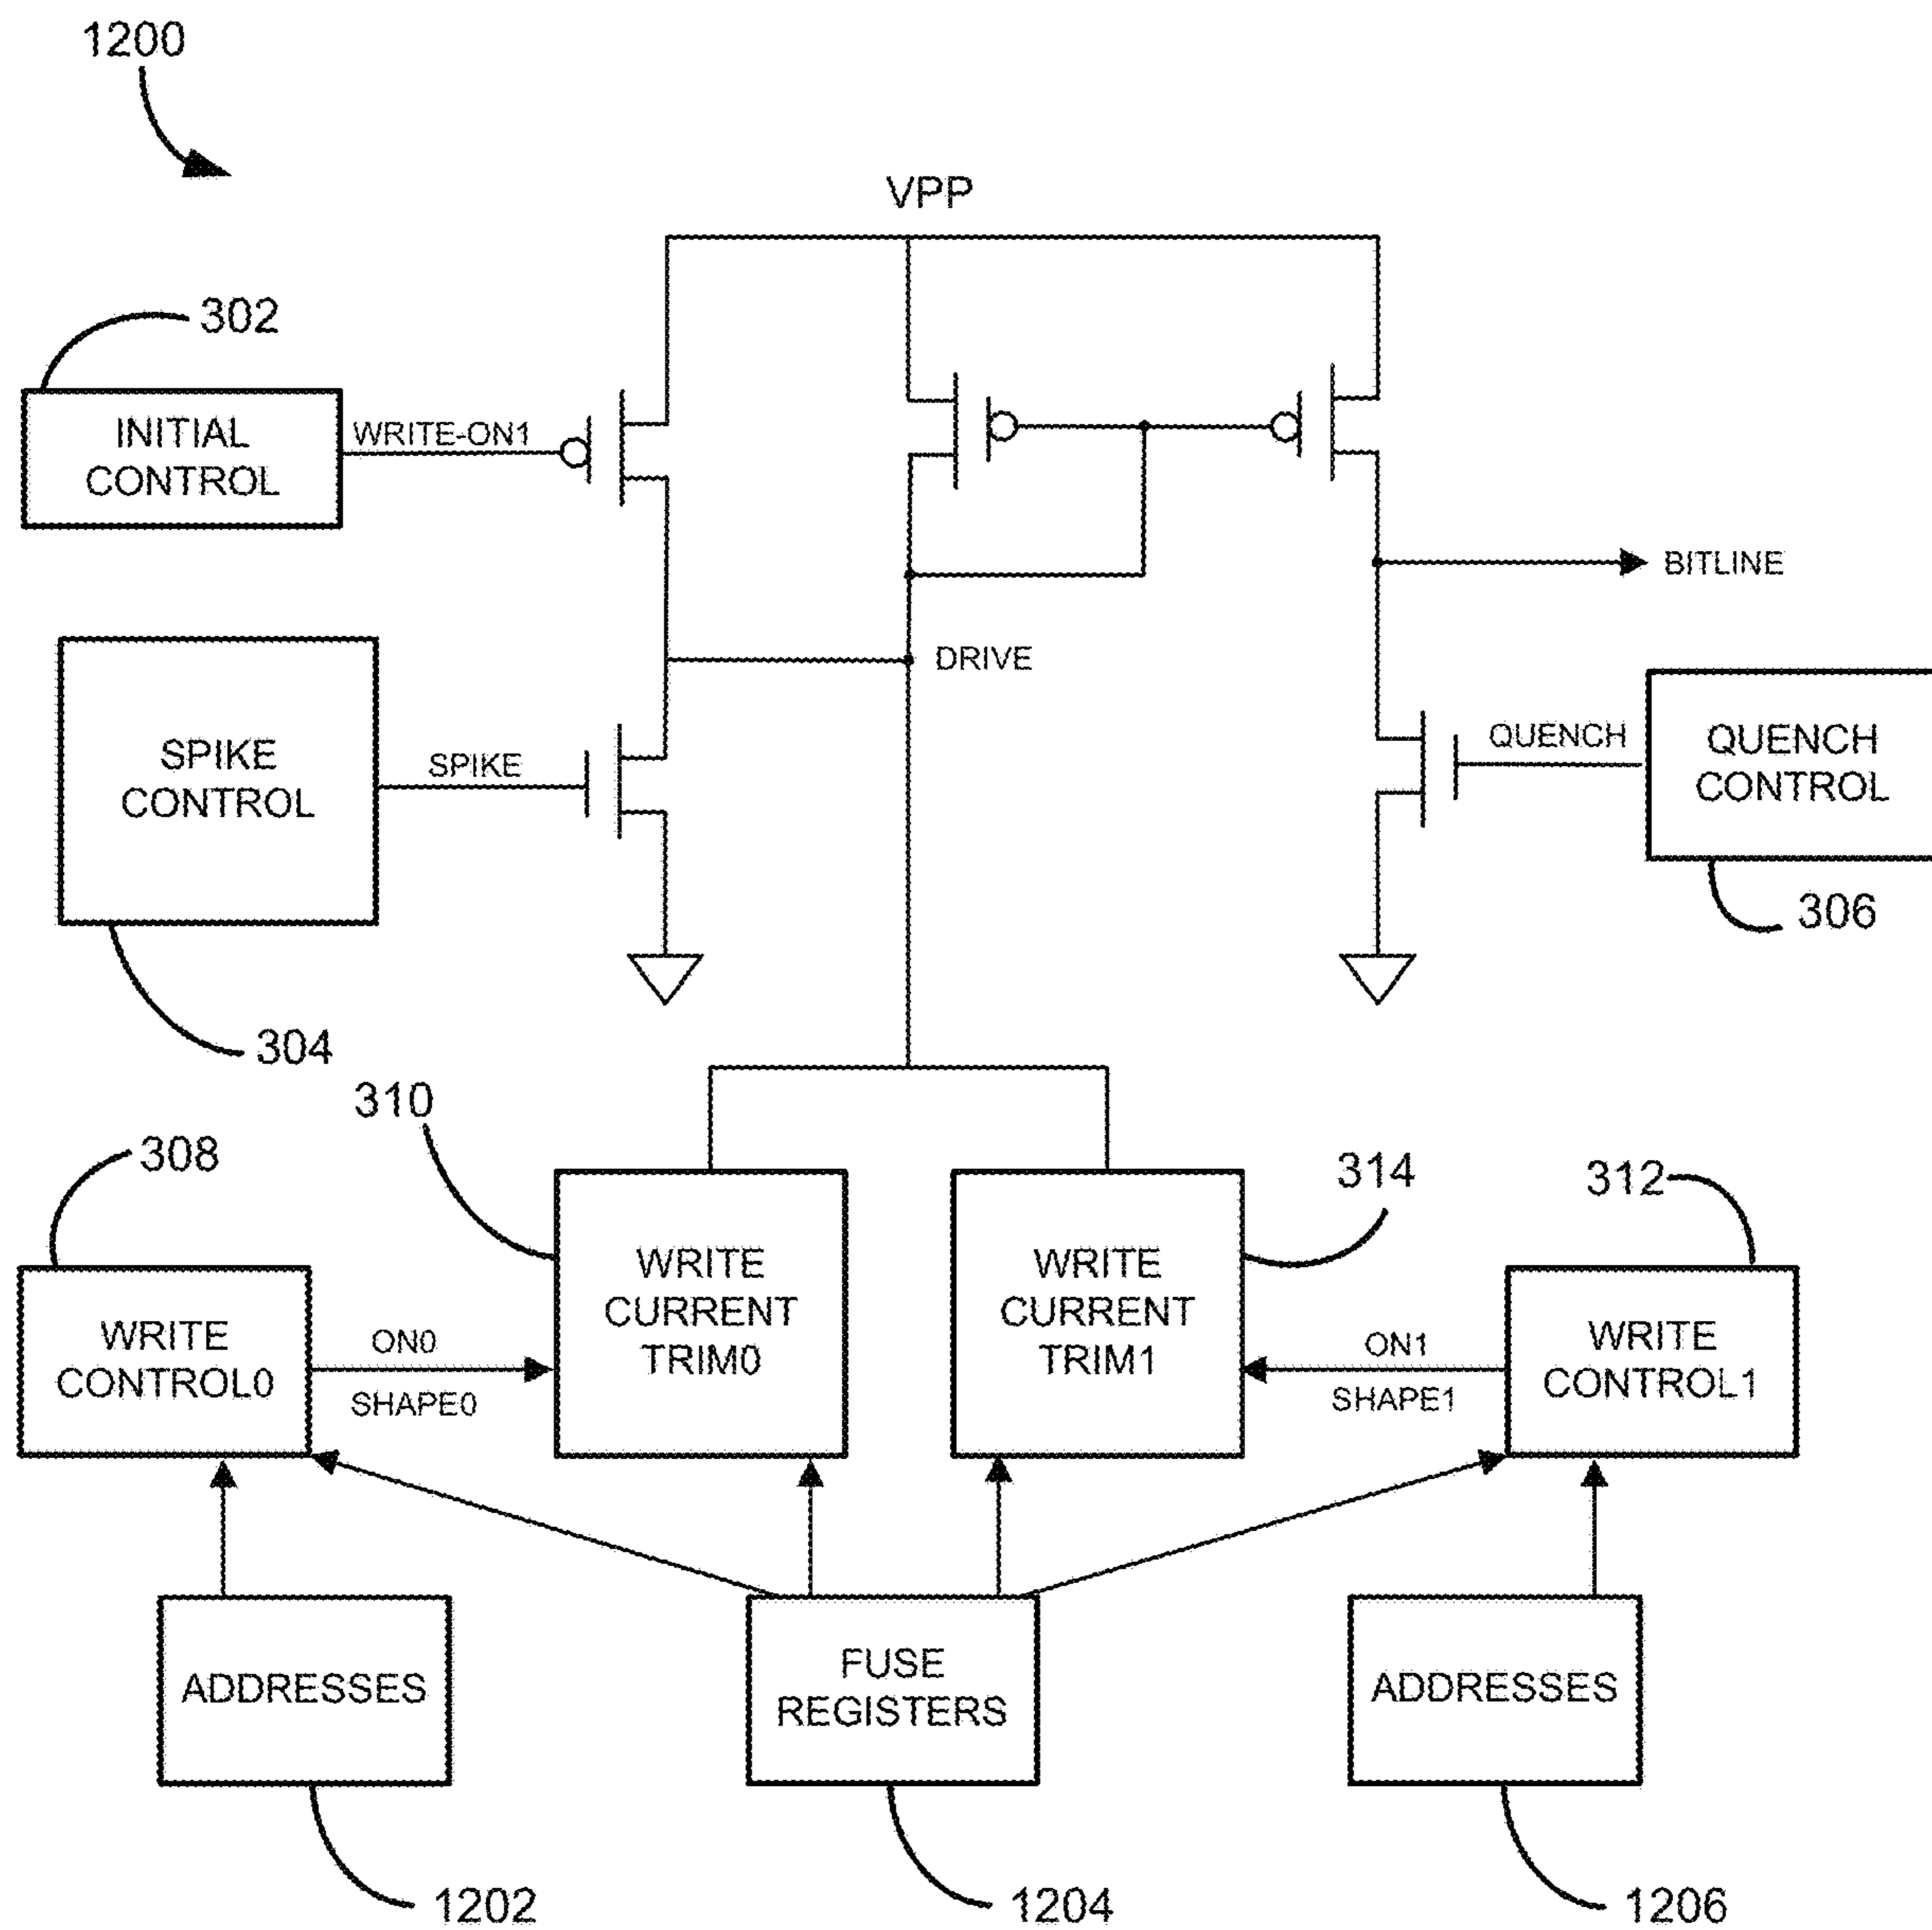 1200
VPP
302
INITIAL
CONTROL
WRITE-ON1
BITLINE
DRIVE
SPIKE
CONTROL
SPIKE
QUENCH
QUENCH
CONTROL
306
304
310
308
314
312
WRITE
CONTROL0
ON0
SHAPE0
WRITE
CURRENT
TRIM0
WRITE
CURRENT
TRIM1
ON1
SHAPE1
WRITE
CONTROL1
ADDRESSES
FUSE
REGISTERS
ADDRESSES
1202
1204
1206